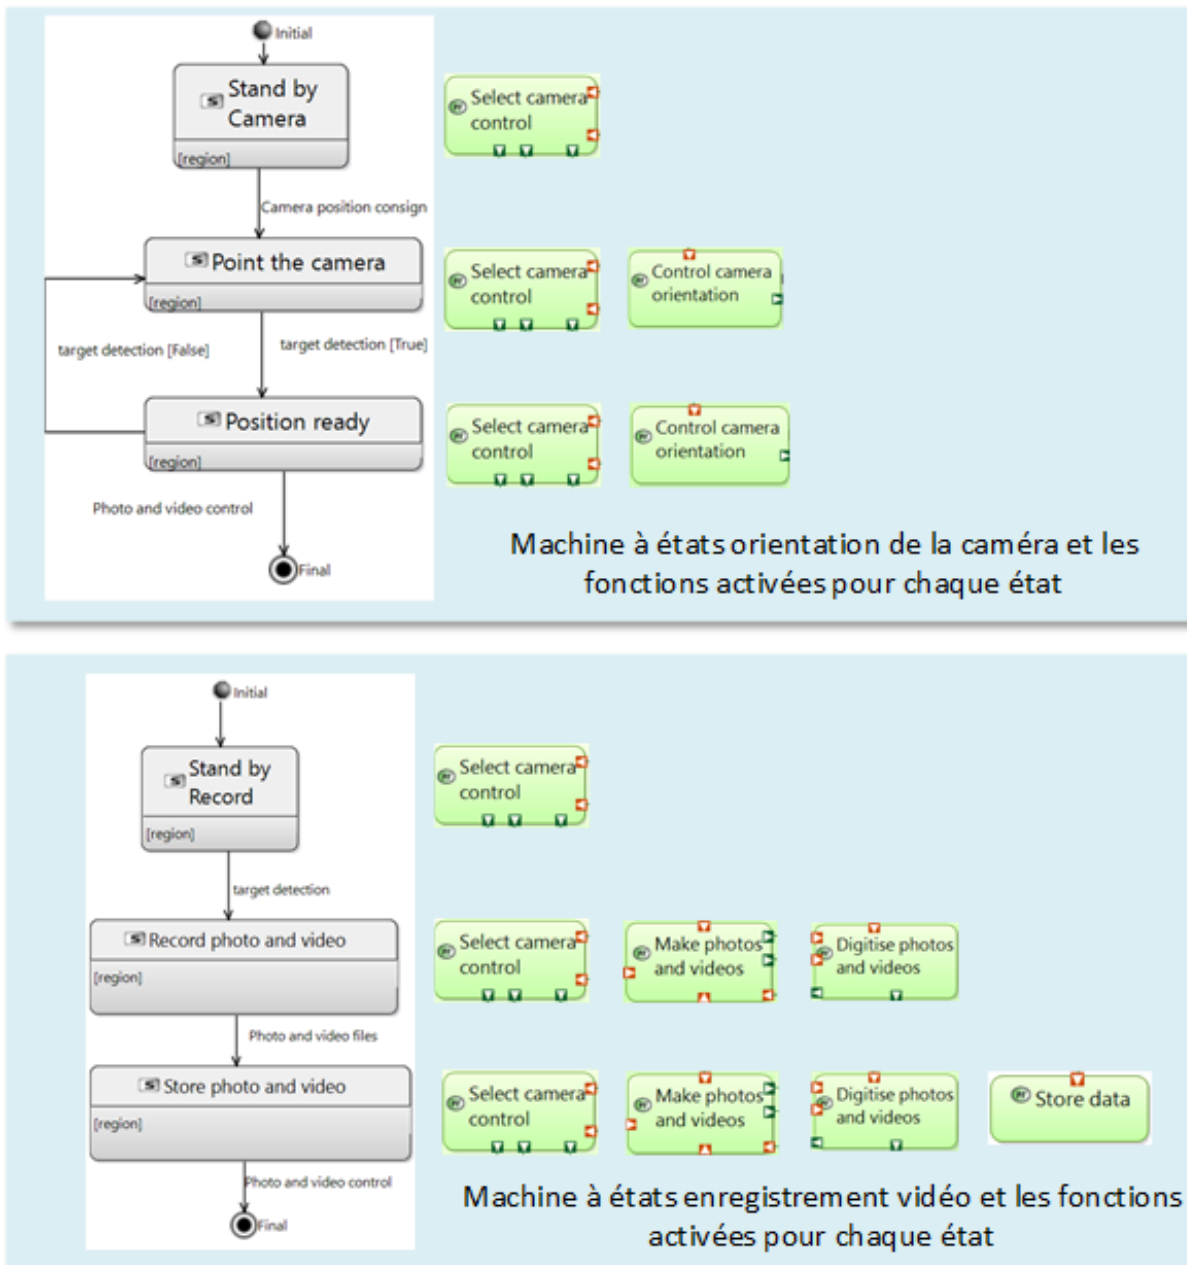 Initial
Stand by
Camera
[region]
Select camera
control
Camera position consign
Point the camera
[region]
Select camera
control
Control camera
orientation
target detection [False]
target detection [True]
Position ready
[region]
Select camera
control
Control camera
orientation
Photo and video control
Final
Machine à états orientation de la caméra et les
fonctions activées pour chaque état
Initial
Stand by
Record
[region]
Select camera
control
target detection
Record photo and video
[region]
Select camera
control
Make photos
and videos
Digitise photos
and videos
Photo and video files
Store photo and video
[region]
Select camera
control
Make photos
and videos
Digitise photos
and videos
Store data
Photo and video control
Final
Machine à états enregistrement vidéo et les fonctions
activées pour chaque état